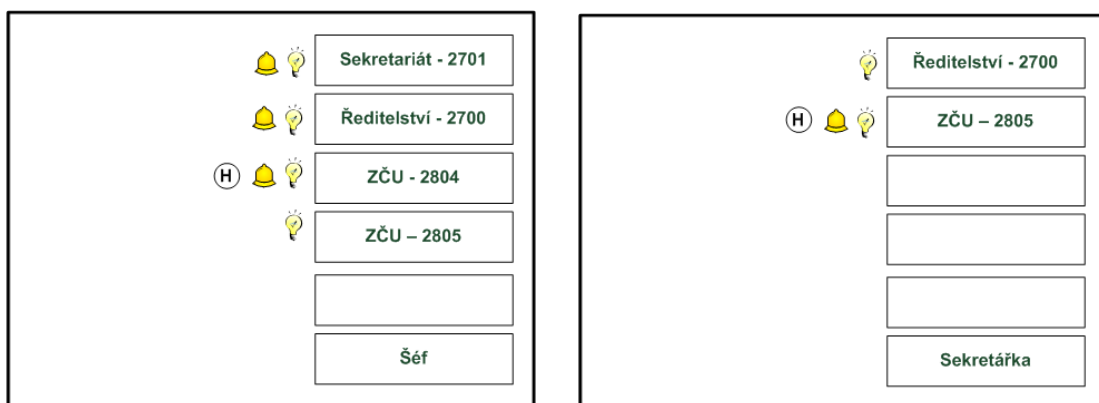 Sekretariát - 2701
Ředitelství - 2700
H
ZČU - 2804
ZČU – 2805
Šéf
Ředitelství - 2700
H
ZČU – 2805
Sekretářka